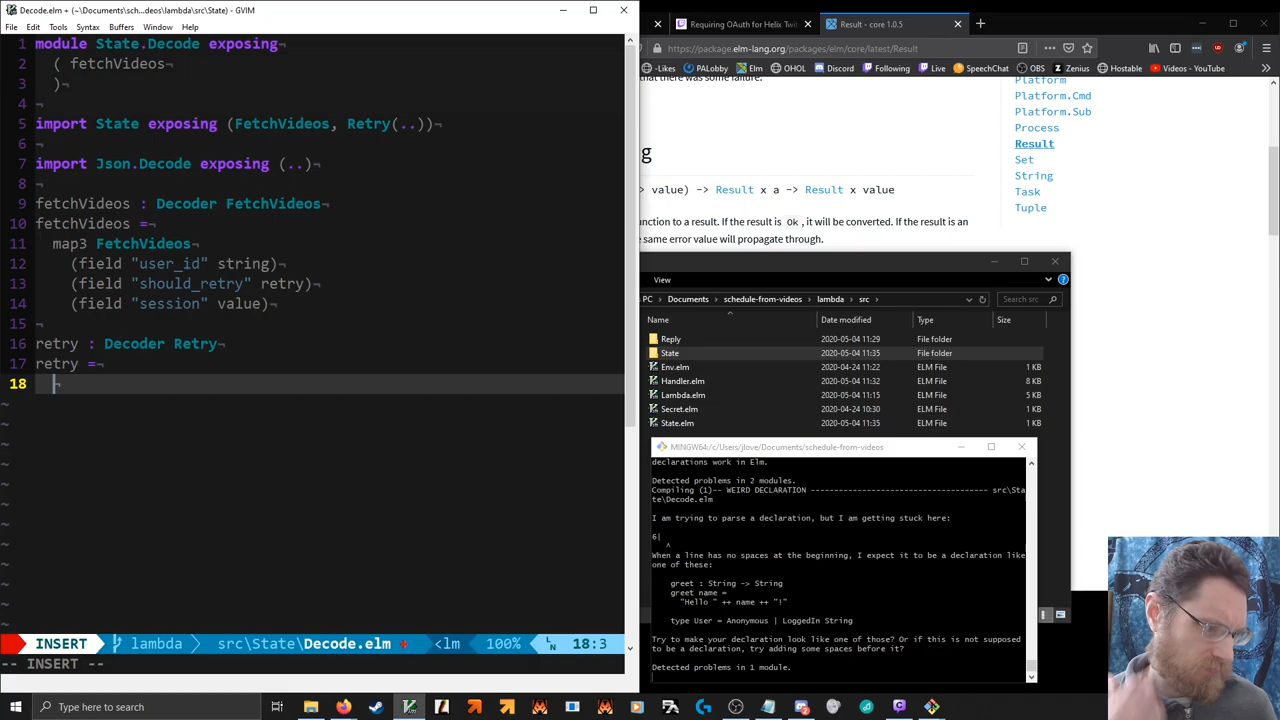 Decode.elm + (~\Documents\sch...deos\lambda\src\State) - GVIM
File Edit Tools Syntax Buffers Window Help
1 module State.Decode exposing¬
2 ( fetchVideos¬
3 )¬
4 ¬
5 import State exposing (FetchVideos, Retry(..))¬
6 ¬
7 import Json.Decode exposing (..)¬
8 ¬
9 fetchVideos : Decoder FetchVideos¬
10 fetchVideos =¬
11 map3 FetchVideos¬
12 (field "user_id" string)¬
13 (field "should_retry" retry)¬
14 (field "session" value)¬
15 ¬
16 retry : Decoder Retry¬
17 retry =¬
18 ¬
~
~
~
~
~
~
~
~
~
~
~
INSERT lambda src\State\Decode.elm + <lm 100% LN 18:3
-- INSERT --
Requiring OAuth for Helix Twi
Result - core 1.0.5
https://package.elm-lang.org/packages/elm/core/latest/Result
-Likes PALobby Elm OHOL Discord Following Live SpeechChat OBS Zenius Hostable Videos - YouTube
that there was some failure.
g
> value) -> Result x a -> Result x value
nction to a result. If the result is Ok, it will be converted. If the result is an
same error value will propagate through.
Platform
Platform.Cmd
Platform.Sub
Process
Result
Set
String
Task
Tuple
View
PC Documents schedule-from-videos lambda src
Search src
Name Date modified Type Size
Reply 2020-05-04 11:29 File folder
State 2020-05-04 11:35 File folder
Env.elm 2020-04-24 11:22 ELM File 1 KB
Handler.elm 2020-05-04 11:32 ELM File 8 KB
Lambda.elm 2020-05-04 11:15 ELM File 5 KB
Secret.elm 2020-04-24 10:30 ELM File 1 KB
State.elm 2020-05-04 11:35 ELM File 1 KB
MINGW64:/c/Users/jlove/Documents/schedule-from-videos
declarations work in Elm.
Detected problems in 2 modules.
Compiling (1)-- WEIRD DECLARATION ------------------------------------- src\Sta
te\Decode.elm
I am trying to parse a declaration, but I am getting stuck here:
6|
^
When a line has no spaces at the beginning, I expect it to be a declaration like
one of these:
greet : String -> String
greet name =
"Hello " ++ name ++ "!"
type User = Anonymous | LoggedIn String
Try to make your declaration look like one of those? Or if this is not supposed
to be a declaration, try adding some spaces before it?
Detected problems in 1 module.
Type here to search